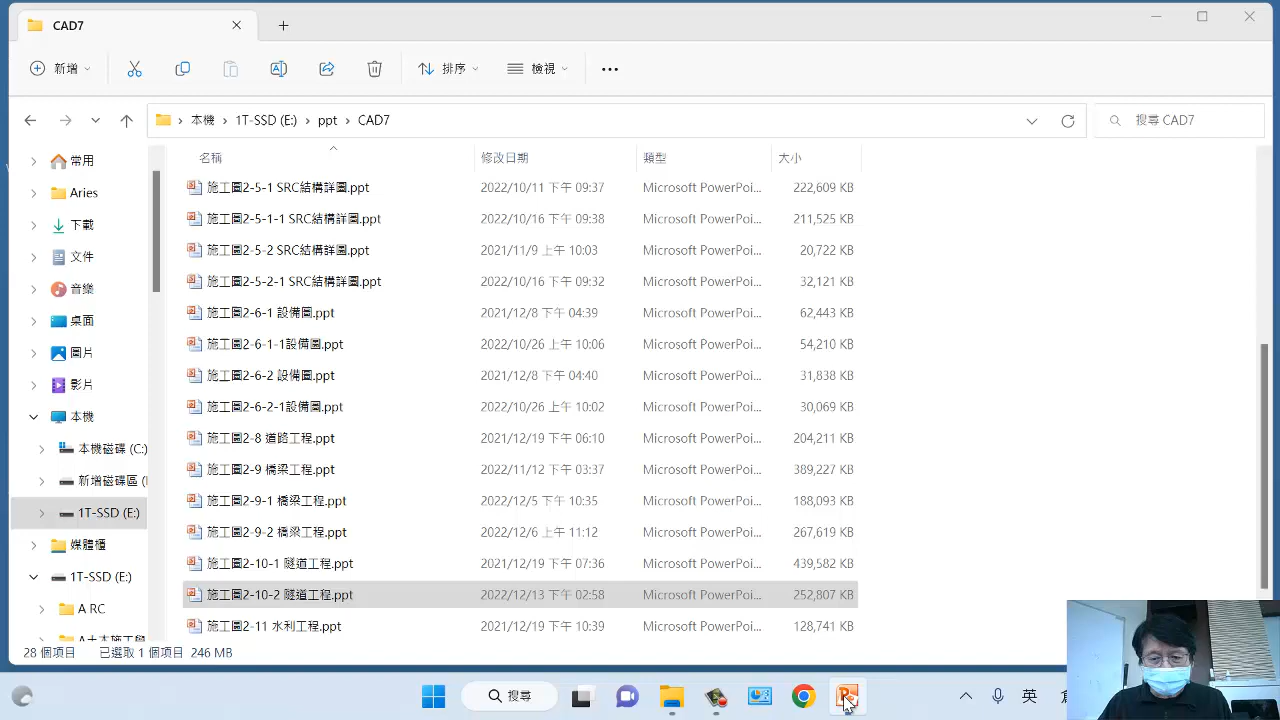 CAD7
新增
排序
檢視
本機 > 1T-SSD (E:) > ppt > CAD7
搜尋 CAD7
名稱 修改日期 類型 大小
常用
Aries
下載
文件
音樂
桌面
圖片
影片
本機
本機磁碟 (C:)
新增磁碟區 (
1T-SSD (E:)
媒體櫃
1T-SSD (E:)
A RC
施工圖2-5-1 SRC結構詳圖.ppt 2022/10/11 下午 09:37 Microsoft PowerPoi... 222,609 KB
施工圖2-5-1-1 SRC結構詳圖.ppt 2022/10/16 下午 09:38 Microsoft PowerPoi... 211,525 KB
施工圖2-5-2 SRC結構詳圖.ppt 2021/11/9 上午 10:03 Microsoft PowerPoi... 20,722 KB
施工圖2-5-2-1 SRC結構詳圖.ppt 2022/10/16 下午 09:32 Microsoft PowerPoi... 32,121 KB
施工圖2-6-1 設備圖.ppt 2021/12/8 下午 04:39 Microsoft PowerPoi... 62,443 KB
施工圖2-6-1-1設備圖.ppt 2022/10/26 上午 10:06 Microsoft PowerPoi... 54,210 KB
施工圖2-6-2 設備圖.ppt 2021/12/8 下午 04:40 Microsoft PowerPoi... 31,838 KB
施工圖2-6-2-1設備圖.ppt 2022/10/26 上午 10:02 Microsoft PowerPoi... 30,069 KB
施工圖2-8 道路工程.ppt 2021/12/19 下午 06:10 Microsoft PowerPoi... 204,211 KB
施工圖2-9 橋梁工程.ppt 2022/11/12 下午 03:37 Microsoft PowerPoi... 389,227 KB
施工圖2-9-1 橋梁工程.ppt 2022/12/5 下午 10:35 Microsoft PowerPoi... 188,093 KB
施工圖2-9-2 橋梁工程.ppt 2022/12/6 上午 11:12 Microsoft PowerPoi... 267,619 KB
施工圖2-10-1 隧道工程.ppt 2021/12/19 下午 07:36 Microsoft PowerPoi... 439,582 KB
施工圖2-10-2 隧道工程.ppt 2022/12/13 下午 02:58 Microsoft PowerPoi... 252,807 KB
施工圖2-11 水利工程.ppt 2021/12/19 下午 10:39 Microsoft PowerPoi... 128,741 KB
28 個項目 已選取 1 個項目 246 MB
搜尋
英